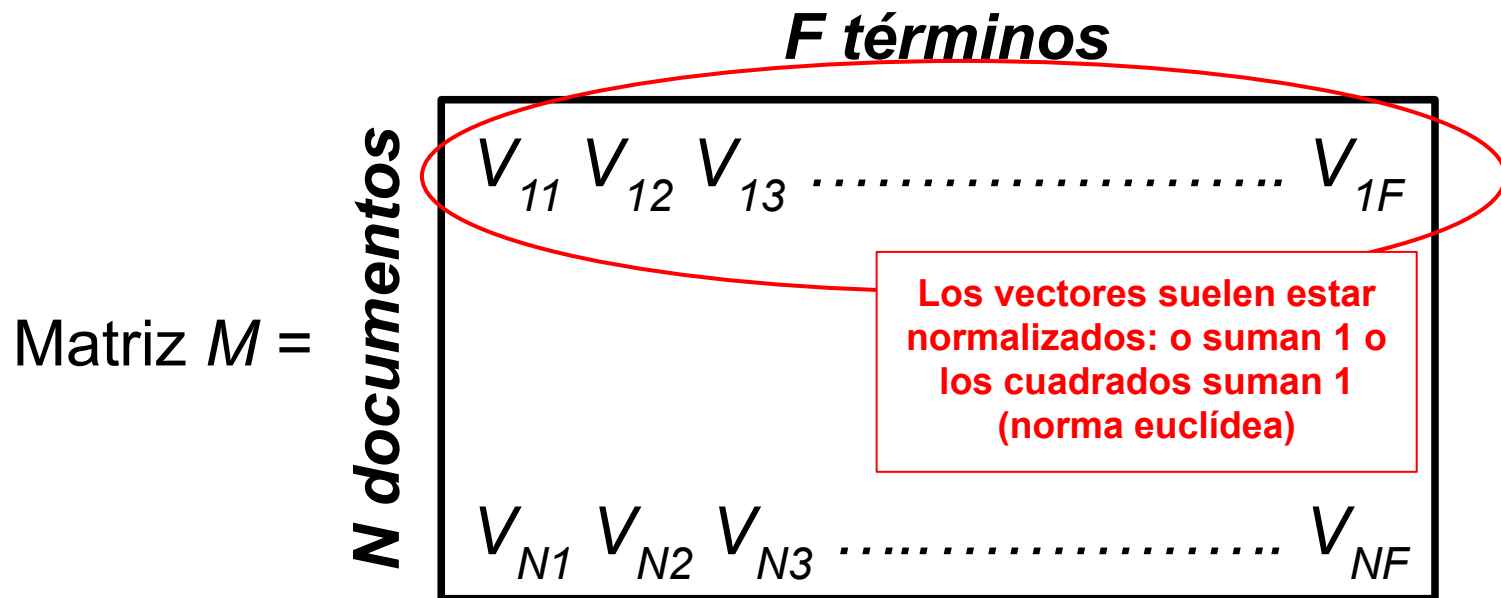 F términos
N documentos
Matriz M =
V11 V12 V13 …………………….. V1F
Los vectores suelen estar
normalizados: o suman 1 o
los cuadrados suman 1
(norma euclídea)
VN1 VN2 VN3 ….………………. VNF